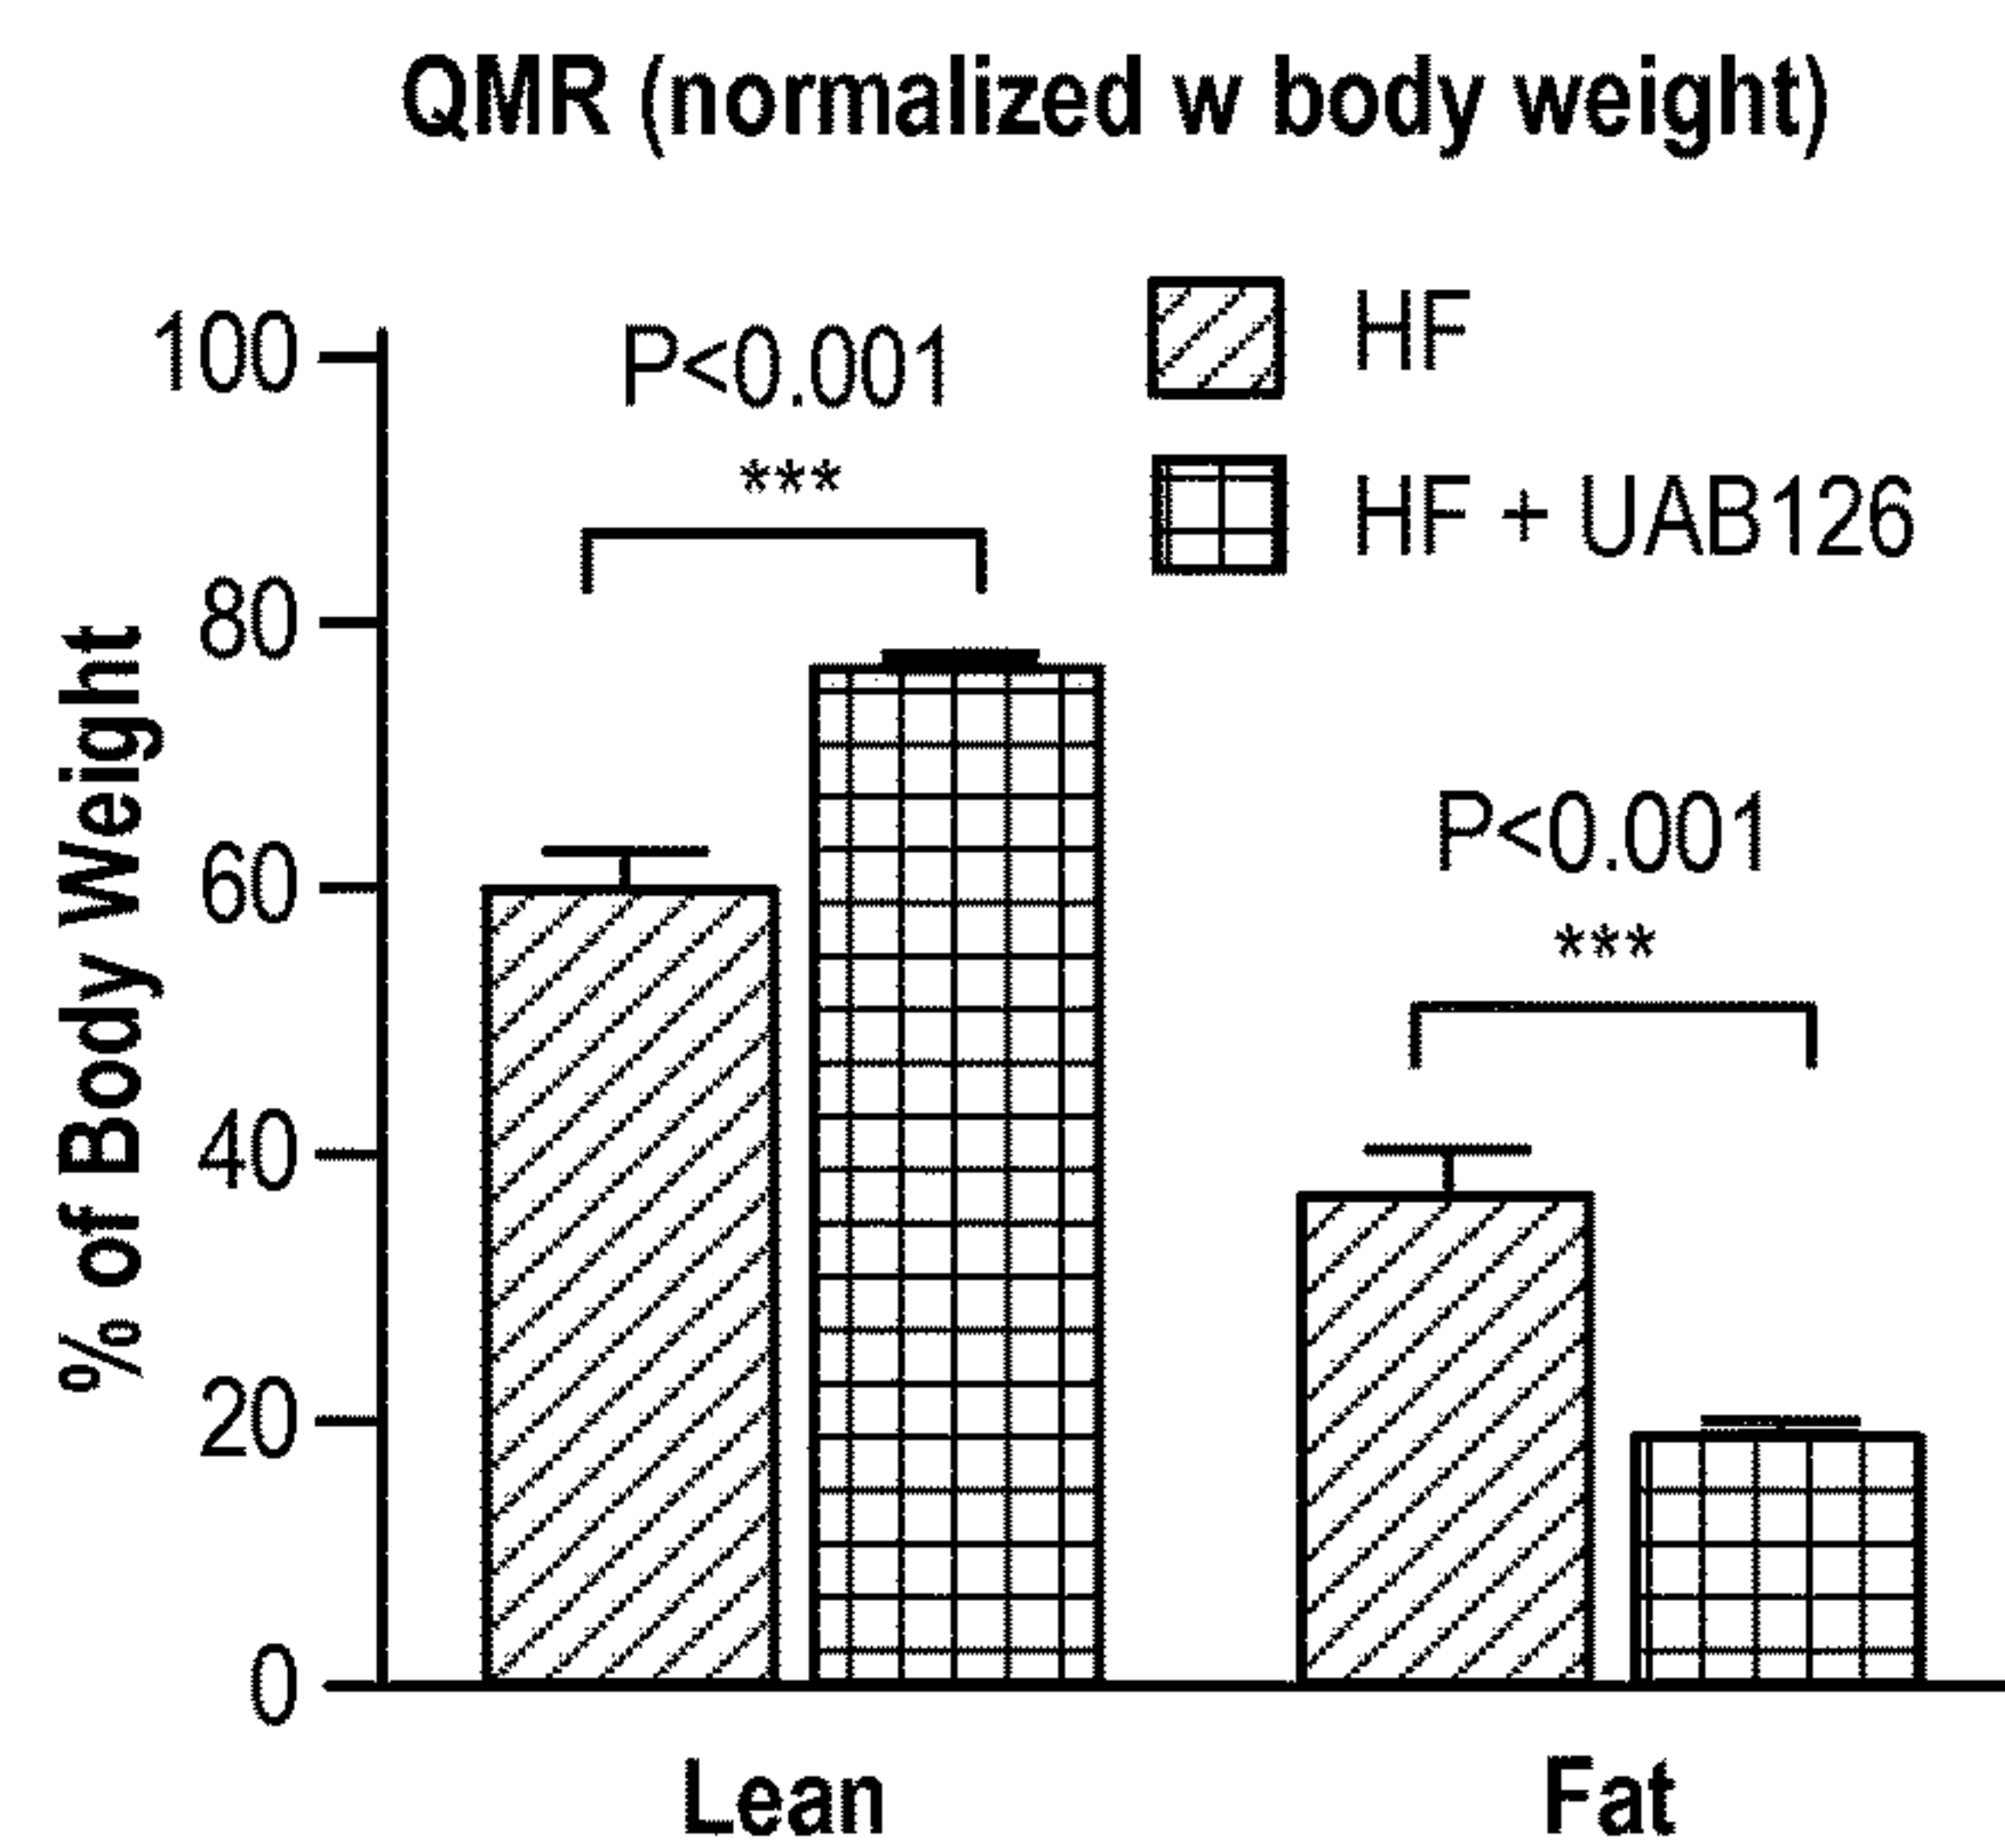 QMR (normalized w body weight)
HF
HF + UAB126
P<0.001
***
P<0.001
***
% of Body Weight
100
80
60
40
20
0
Lean
Fat